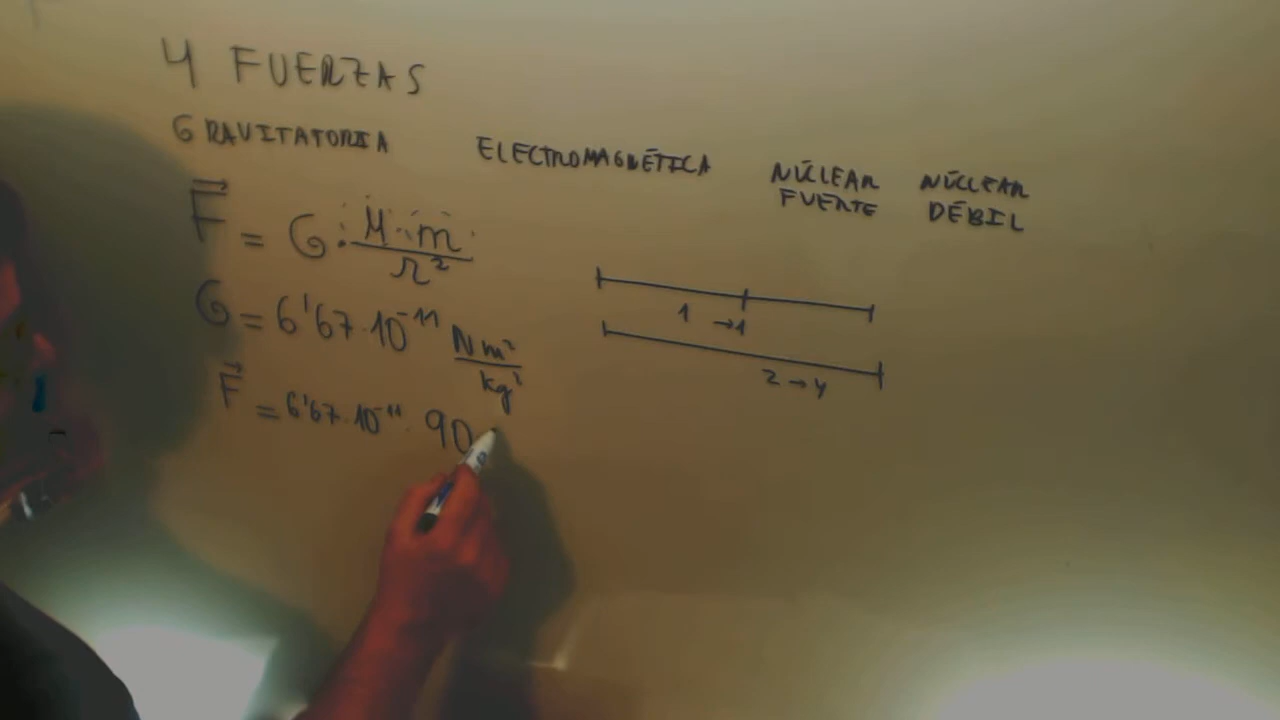 4 FUERZAS
GRAVITATORIA
ELECTROMAGNÉTICA
NÚCLEAR
FUERTE
NÚCLEAR
DÉBIL
F = G · M · m
r²
G = 6'67 · 10⁻¹¹ N m²
kg²
F = 6'67 · 10⁻¹¹ · 90
1 → 1
2 → 4